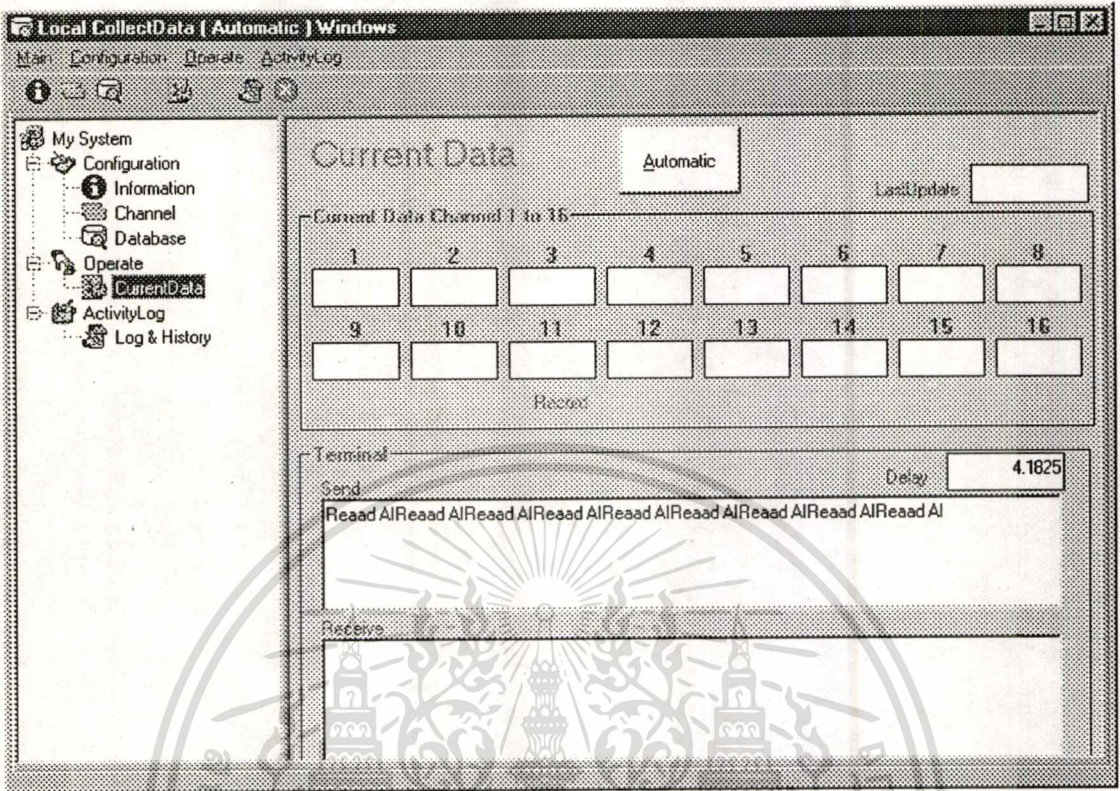 Local CollectData ( Automatic ) Windows
Main Configuration Operate ActivityLog
My System
Configuration
Information
Channel
Database
Operate
CurrentData
ActivityLog
Log & History
Current Data
Automatic
LastUpdate
Current Data Channel 1 to 16
1 2 3 4 5 6 7 8
9 10 11 12 13 14 15 16
Record
Terminal
Delay 4.1825
Send
Reaad AIReaad AIReaad AIReaad AIReaad AIReaad AIReaad AIReaad AIReaad AI
Receive